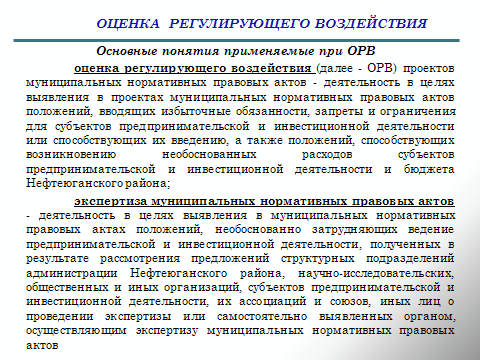 ОЦЕНКА РЕГУЛИРУЮЩЕГО ВОЗДЕЙСТВИЯ
Основные понятия применяемые при ОРВ
оценка регулирующего воздействия (далее - ОРВ) проектов
муниципальных нормативных правовых актов - деятельность в целях
выявления в проектах муниципальных нормативных правовых актов
положений, вводящих избыточные обязанности, запреты и ограничения
для субъектов предпринимательской и инвестиционной деятельности
или способствующих их введению, а также положений, способствующих
возникновению необоснованных расходов субъектов
предпринимательской и инвестиционной деятельности и бюджета
Нефтеюганского района;
экспертиза муниципальных нормативных правовых актов
- деятельность в целях выявления в муниципальных нормативных
правовых актах положений, необоснованно затрудняющих ведение
предпринимательской и инвестиционной деятельности, полученных в
результате рассмотрения предложений структурных подразделений
администрации Нефтеюганского района, научно-исследовательских,
общественных и иных организаций, субъектов предпринимательской и
инвестиционной деятельности, их ассоциаций и союзов, иных лиц о
проведении экспертизы или самостоятельно выявленных органом,
осуществляющим экспертизу муниципальных нормативных правовых
актов